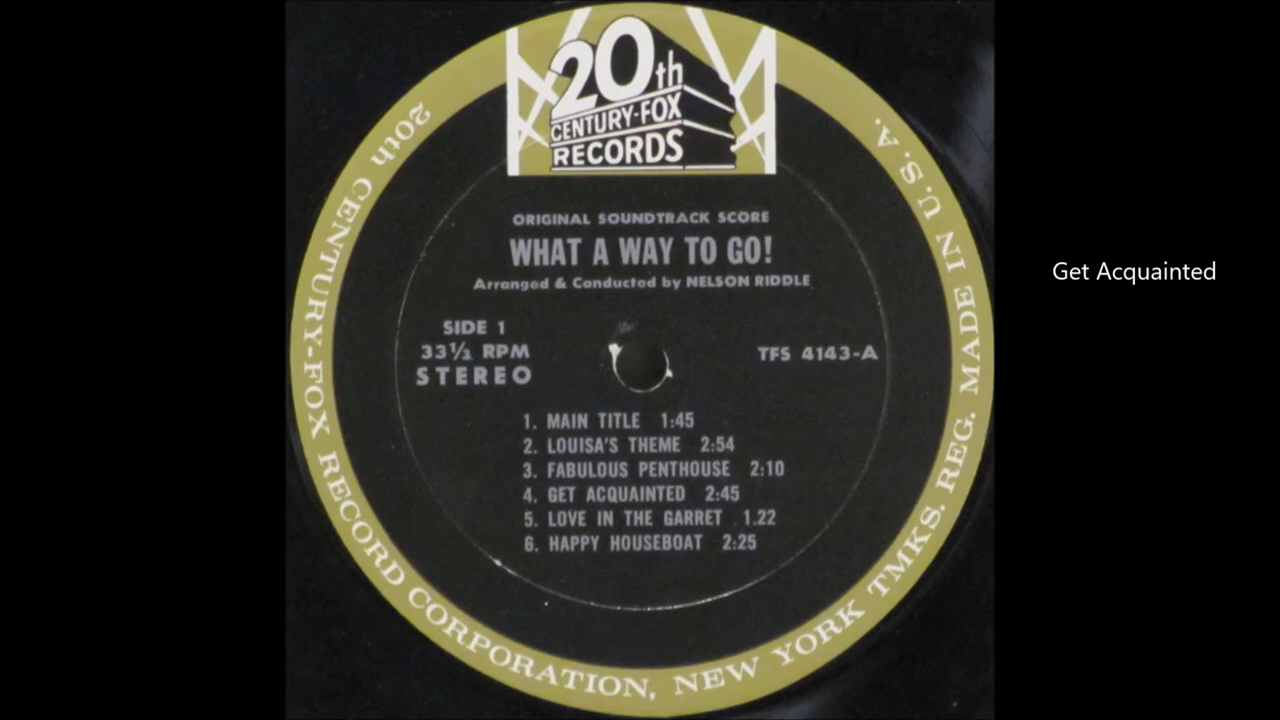 20th
CENTURY-FOX
RECORDS
ORIGINAL SOUNDTRACK SCORE
WHAT A WAY TO GO!
Arranged & Conducted by NELSON RIDDLE
SIDE 1
33⅓ RPM
STEREO
TFS 4143-A
1. MAIN TITLE 1:45
2. LOUISA'S THEME 2:54
3. FABULOUS PENTHOUSE 2:10
4. GET ACQUAINTED 2:45
5. LOVE IN THE GARRET 1.22
6. HAPPY HOUSEBOAT 2:25
20th CENTURY-FOX RECORD CORPORATION, NEW YORK TMKS. REG. MADE IN U.S.A.
Get Acquainted